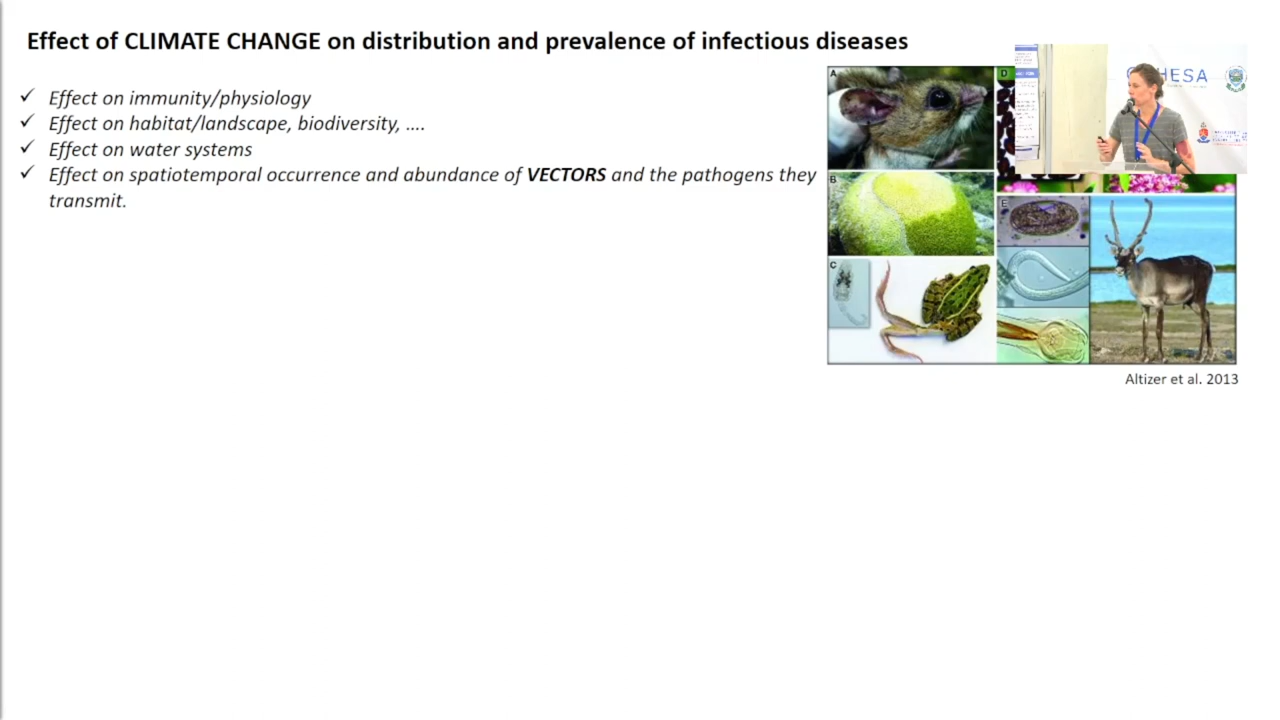 Effect of CLIMATE CHANGE on distribution and prevalence of infectious diseases
✓ Effect on immunity/physiology
✓ Effect on habitat/landscape, biodiversity, ....
✓ Effect on water systems
✓ Effect on spatiotemporal occurrence and abundance of VECTORS and the pathogens they
transmit.
A
D
HESA
B
E
C
Altizer et al. 2013